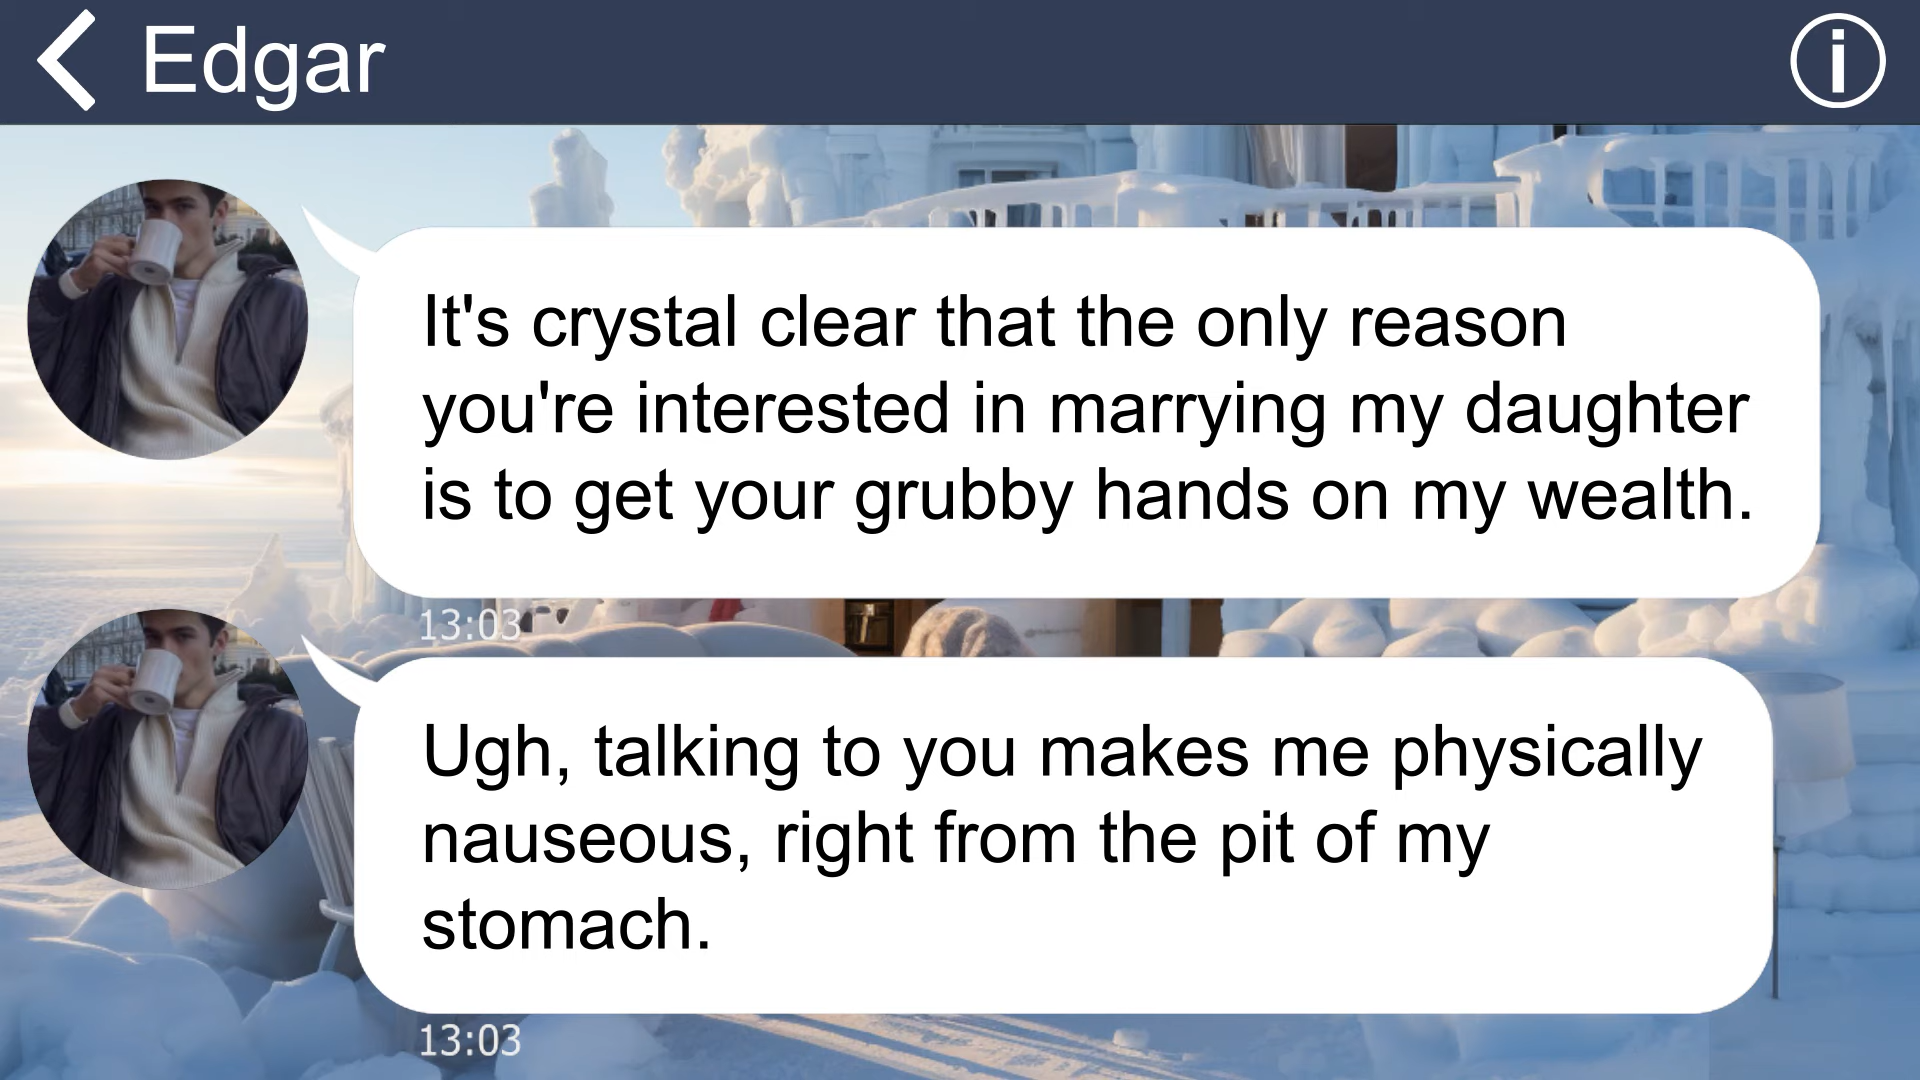 Edgar
It's crystal clear that the only reason
you're interested in marrying my daughter
is to get your grubby hands on my wealth.
13:03
Ugh, talking to you makes me physically
nauseous, right from the pit of my
stomach.
13:03